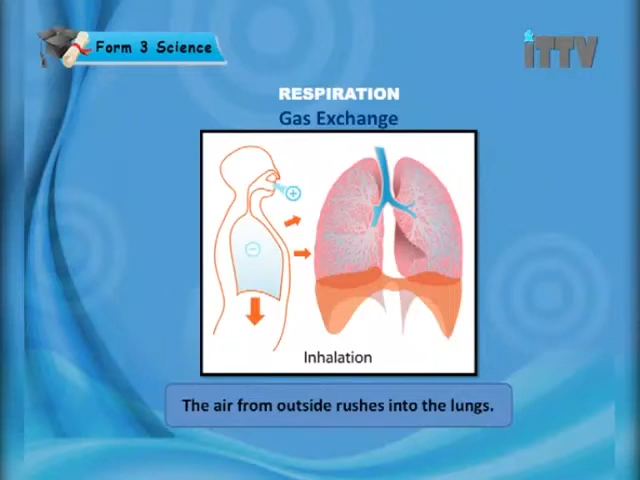 Form 3 Science
iTTV
RESPIRATION
Gas Exchange
Inhalation
The air from outside rushes into the lungs.